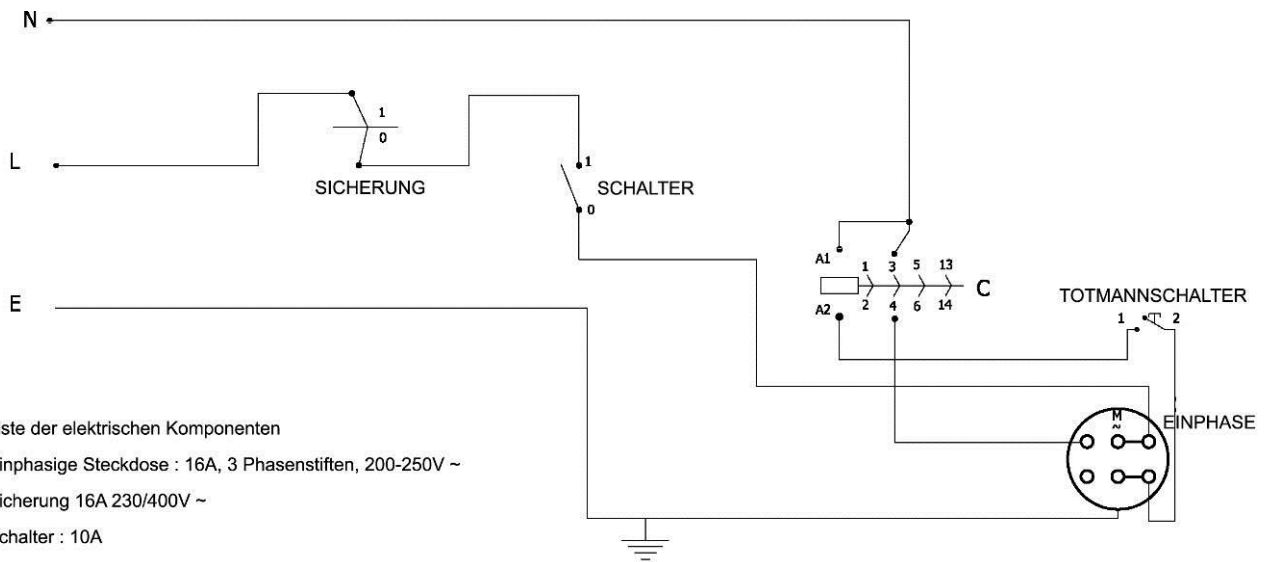 N
1
0
L
SICHERUNG
1
SCHALTER
0
A1
1 3 5 13
C
A2
2 4 6 14
E
TOTMANNSCHALTER
1 2
M
~
EINPHASE
iste der elektrischen Komponenten
inphasige Steckdose : 16A, 3 Phasenstiften, 200-250V ~
icherung 16A 230/400V ~
chalter : 10A